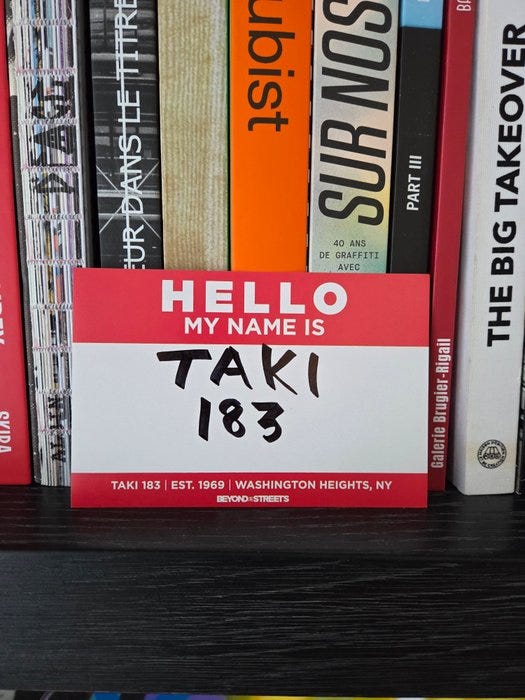 EUR DANS LE TITRE
ubist
SUR NOS
40 ANS
DE GRAFFITI
AVEC
PART III
Galerie Brugier-Rigail
THE BIG TAKEOVER
SKIRA
HELLO
MY NAME IS
TAKI
183
TAKI 183 | EST. 1969 | WASHINGTON HEIGHTS, NY
BEYOND THE STREETS